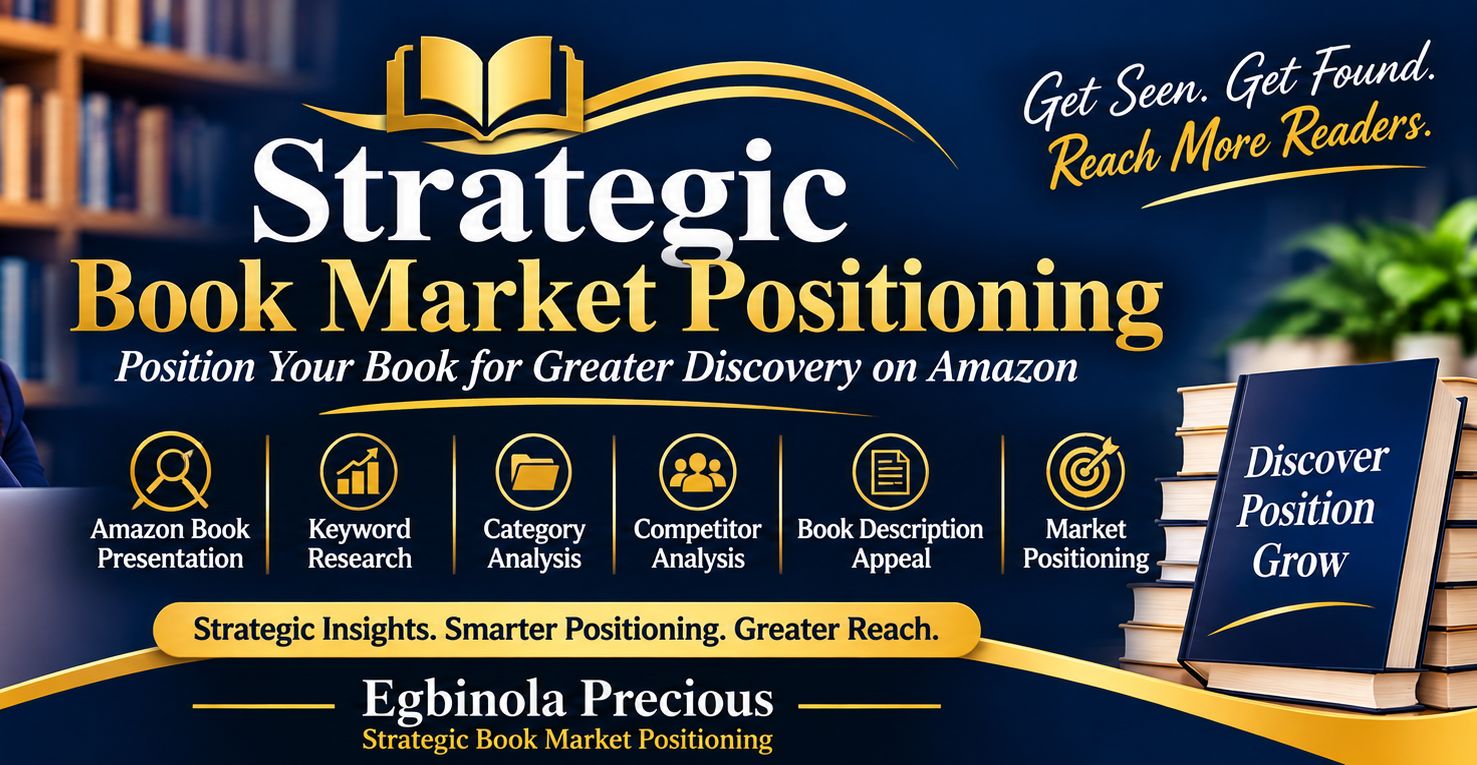 Get Seen. Get Found.
Reach More Readers.
Strategic
Book Market Positioning
Position Your Book for Greater Discovery on Amazon
Amazon Book
Presentation
Keyword
Research
Category
Analysis
Competitor
Analysis
Book Description
Appeal
Market
Positioning
Discover
Position
Grow
Strategic Insights. Smarter Positioning. Greater Reach.
Egbinola Precious
Strategic Book Market Positioning